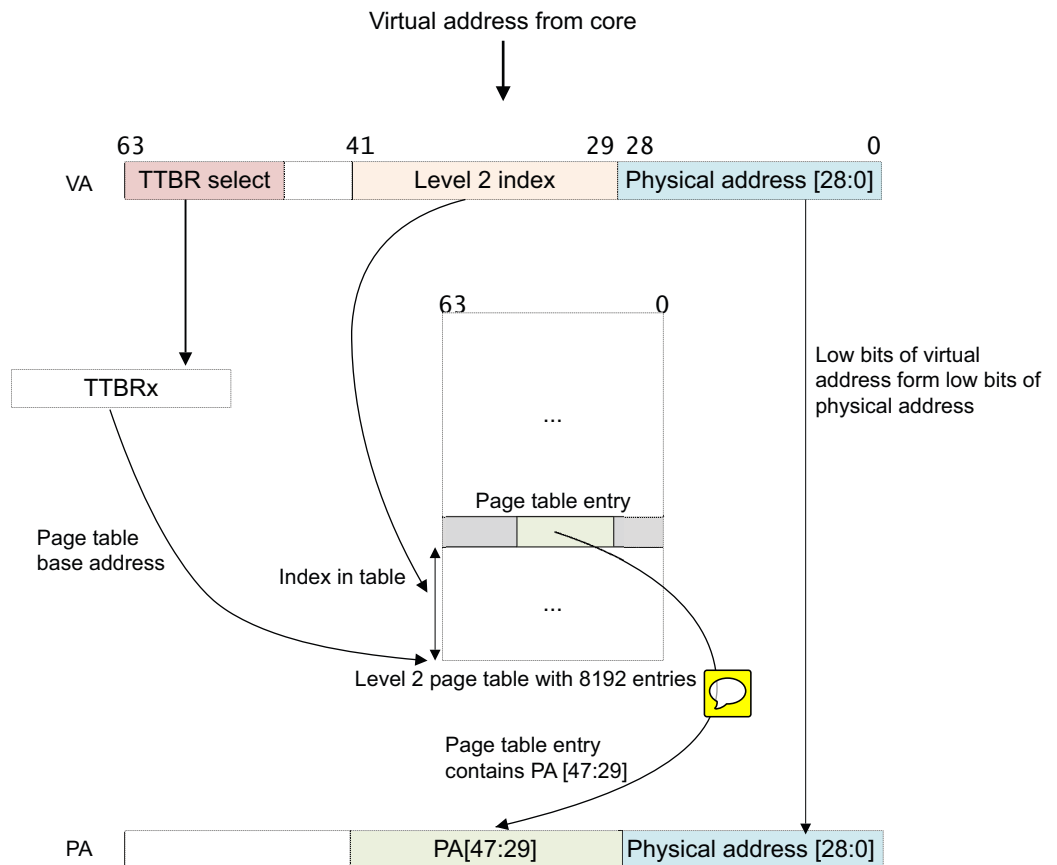 Virtual address from core
63 41 29 28 0
VA TTBR select Level 2 index Physical address [28:0]
63 0
TTBRx
Low bits of virtual
address form low bits of
physical address
...
Page table entry
Page table
base address
Index in table
...
Level 2 page table with 8192 entries
Page table entry
contains PA [47:29]
PA PA[47:29] Physical address [28:0]